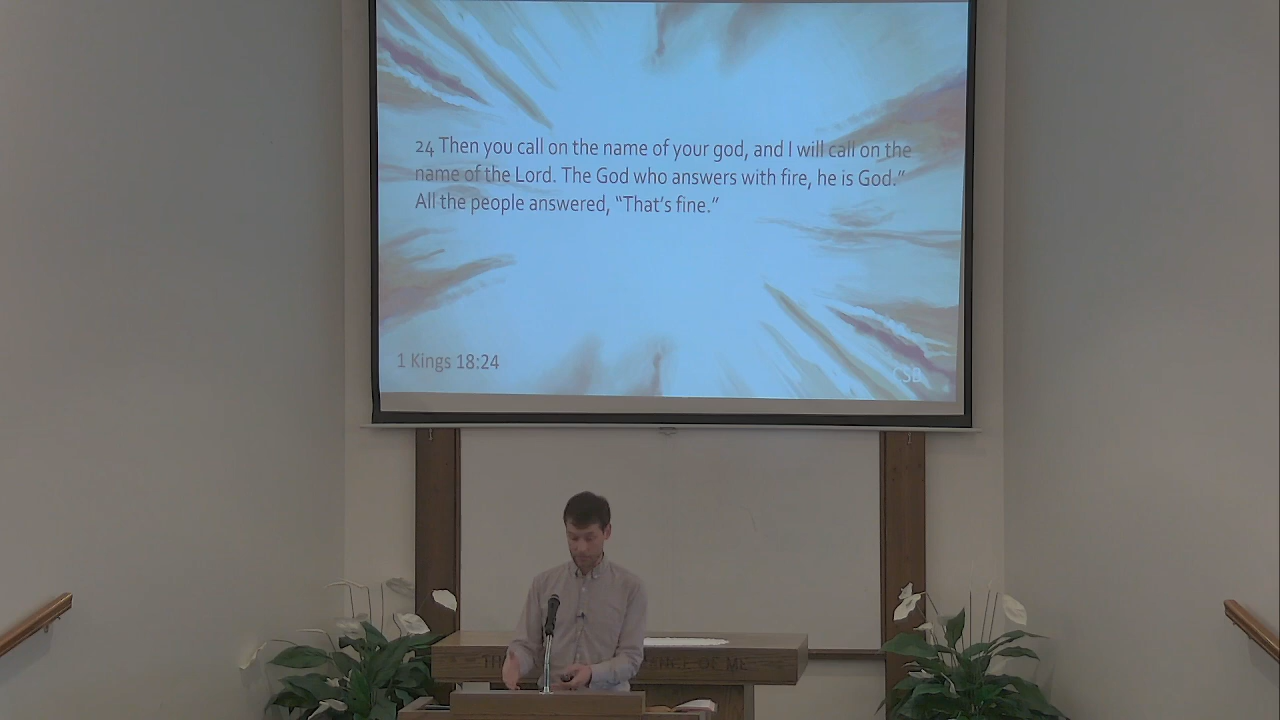 24 Then you call on the name of your god, and I will call on the
name of the Lord. The God who answers with fire, he is God.”
All the people answered, “That’s fine.”
1 Kings 18:24
CSB
OF ME